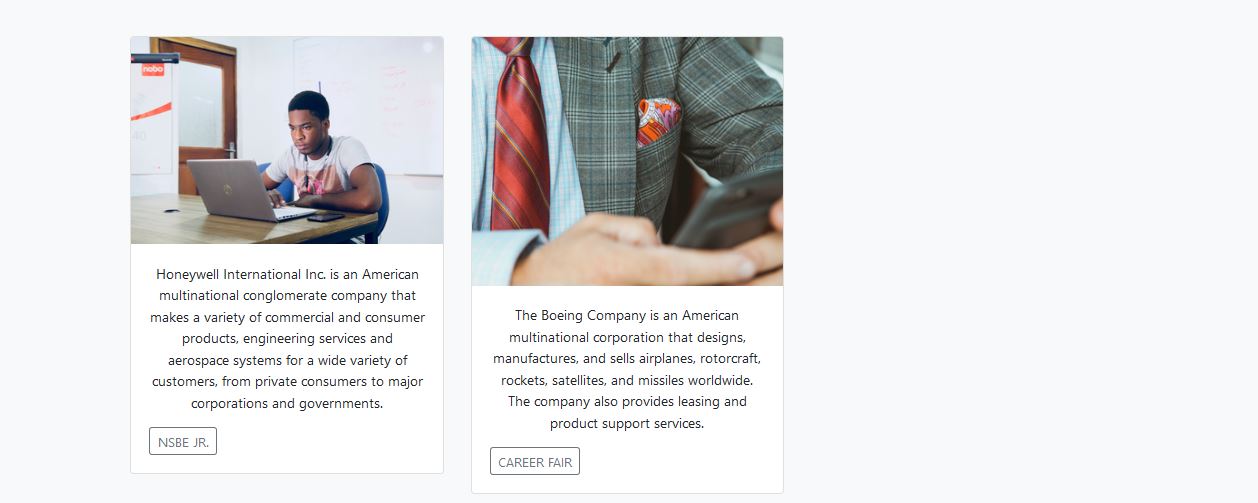 nobo
40
Honeywell International Inc. is an American
multinational conglomerate company that
makes a variety of commercial and consumer
products, engineering services and
aerospace systems for a wide variety of
customers, from private consumers to major
corporations and governments.
NSBE JR.
The Boeing Company is an American
multinational corporation that designs,
manufactures, and sells airplanes, rotorcraft,
rockets, satellites, and missiles worldwide.
The company also provides leasing and
product support services.
CAREER FAIR